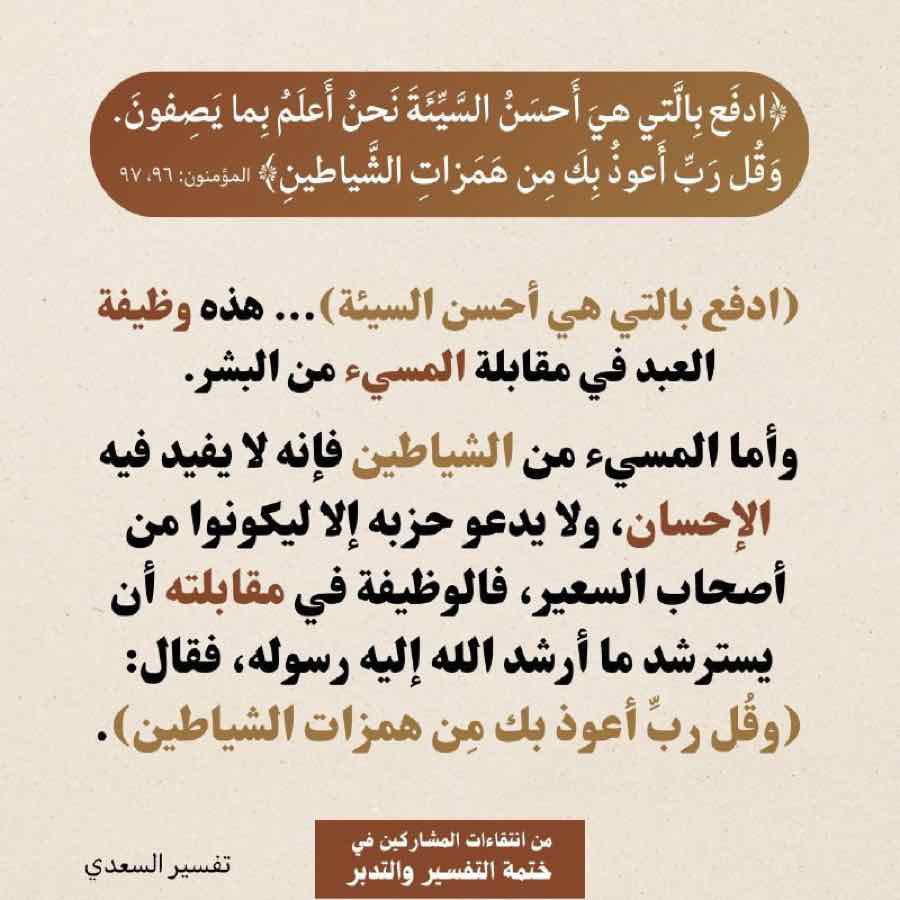 ﴿ادفَع بِالَّتي هِيَ أَحسَنُ السَّيِّئَةَ نَحنُ أَعلَمُ بِما يَصِفونَ.
وَقُل رَبِّ أَعوذُ بِكَ مِن هَمَزاتِ الشَّياطينِ﴾ المؤمنون: ٩٦، ٩٧
(ادفع بالتي هي أحسن السيئة)... هذه وظيفة
العبد في مقابلة المسيء من البشر.
وأما المسيء من الشياطين فإنه لا يفيد فيه
الإحسان، ولا يدعو حزبه إلا ليكونوا من
أصحاب السعير، فالوظيفة في مقابلته أن
يسترشد ما أرشد الله إليه رسوله، فقال:
(وقُل ربِّ أعوذ بك مِن همزات الشياطين).
من انتقاءات المشاركين في
ختمة التفسير والتدبر
تفسير السعدي